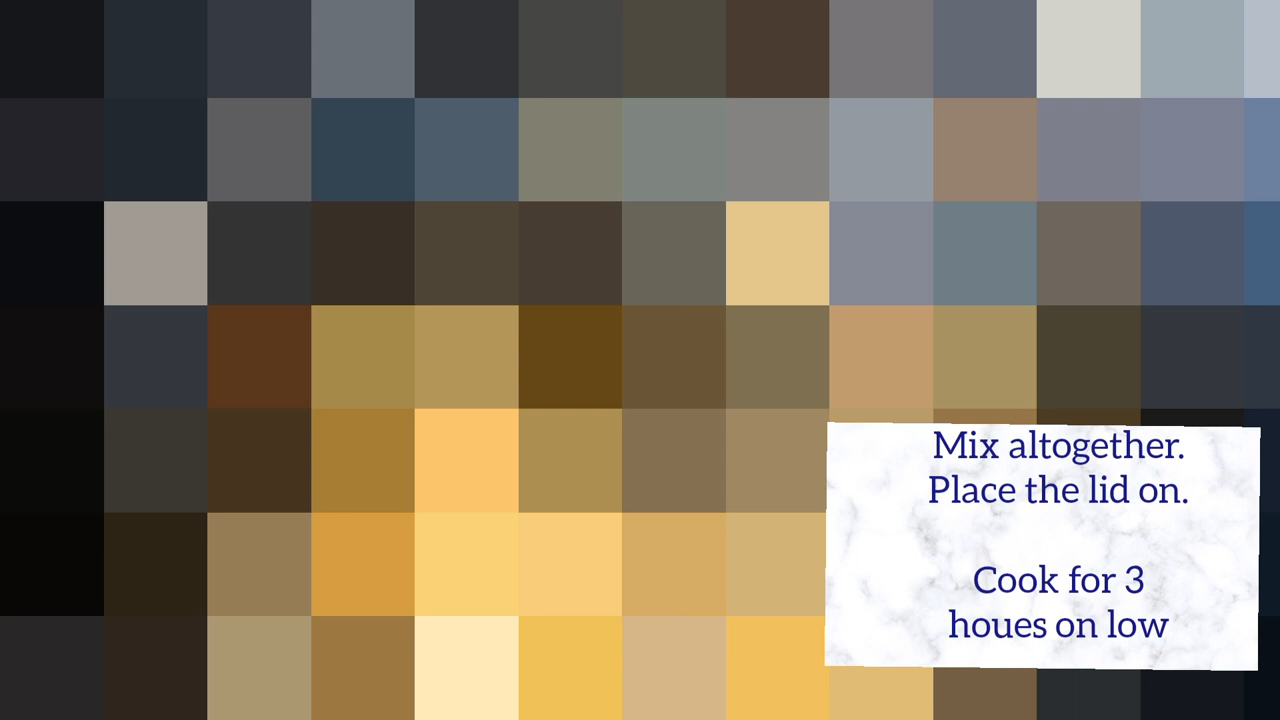 Mix altogether.
Place the lid on.
Cook for 3
houes on low